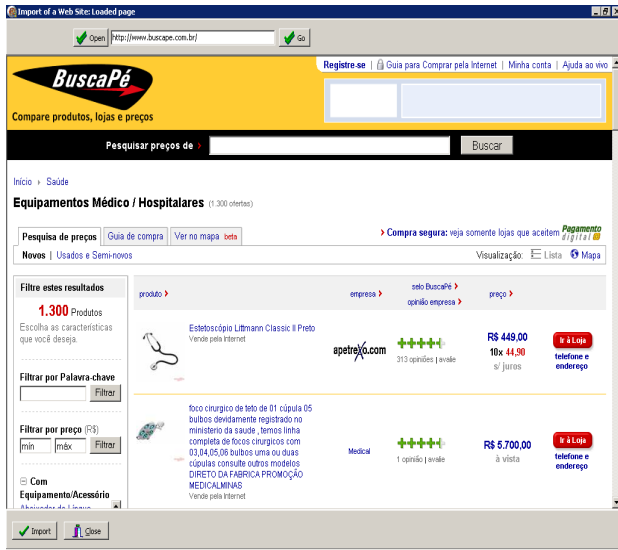 Import of a Web Site: Loaded page
Open http://www.buscape.com.br/ Go
Registre-se | Guia para Comprar pela Internet | Minha conta | Ajuda ao vivo
BuscaPé
Compare produtos, lojas e preços
Pesquisar preços de Buscar
Início › Saúde
Equipamentos Médico / Hospitalares (1.300 ofertas)
Pesquisa de preços Guia de compra Ver no mapa beta
Compra segura: veja somente lojas que aceitem Pagamento digital
Novos | Usados e Semi-novos
Visualização: Lista Mapa
Filtre estes resultados
1.300 Produtos
Escolha as características
que você deseja.
Filtrar por Palavra-chave
Filtrar
Filtrar por preço (R$)
mín máx Filtrar
Com
Equipamento/Acessório
Abaixador de Língua
produto empresa selo BuscaPé opinião empresa preço
Estetoscópio Littmann Classic II Preto
Vende pela Internet
apetrexo.com
313 opiniões | avalie
R$ 449,00
10x 44,90
s/ juros
Ir à Loja
telefone e
endereço
foco cirurgico de teto de 01 cúpula 05
bulbos devidamente registrado no
ministerio da saude ,temos linha
completa de focos cirurgicos com
03,04,05,06 bulbos uma ou duas
cúpulas consulte outros modelos
DIRETO DA FABRICA PROMOÇÃO
MEDICALMINAS
Vende pela Internet
Medical
1 opinião | avalie
R$ 5.700,00
à vista
Ir à Loja
telefone e
endereço
Import Close